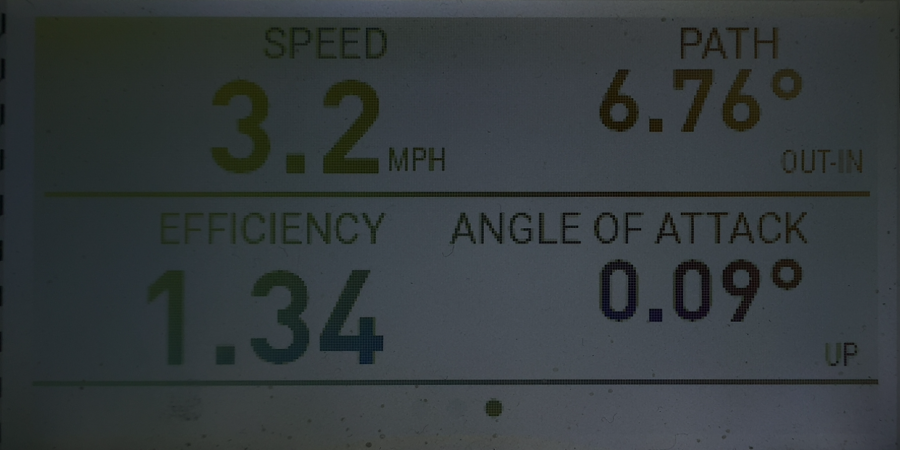 SPEED
3.2 MPH
PATH
6.76°
OUT-IN
EFFICIENCY
1.34
ANGLE OF ATTACK
0.09°
UP